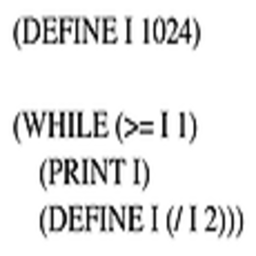 (DEFINE I 1024)
(WHILE (>= I 1)
(PRINT I)
(DEFINE I (/ I 2)))